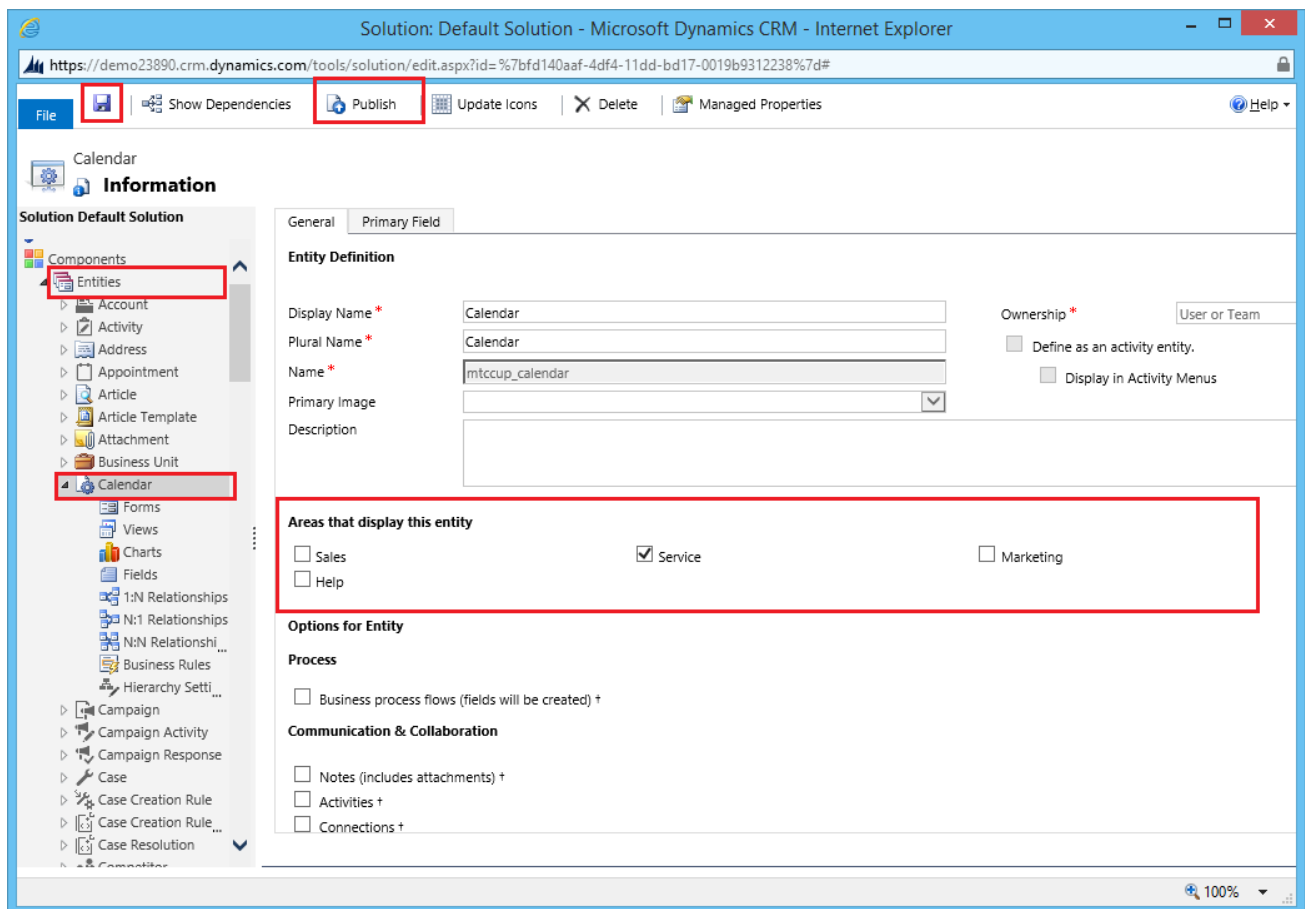 Solution: Default Solution - Microsoft Dynamics CRM - Internet Explorer
https://demo23890.crm.dynamics.com/tools/solution/edit.aspx?id=%7bfd140aaf-4df4-11dd-bd17-0019b9312238%7d#
File
Show Dependencies
Publish
Update Icons
Delete
Managed Properties
Help
Calendar
Information
Solution Default Solution
Components
Entities
Account
Activity
Address
Appointment
Article
Article Template
Attachment
Business Unit
Calendar
Forms
Views
Charts
Fields
1:N Relationships
N:1 Relationships
N:N Relationshi...
Business Rules
Hierarchy Setti...
Campaign
Campaign Activity
Campaign Response
Case
Case Creation Rule
Case Creation Rule...
Case Resolution
Competitor
General
Primary Field
Entity Definition
Display Name *
Calendar
Ownership *
User or Team
Plural Name *
Calendar
Define as an activity entity.
Name *
mtccup_calendar
Display in Activity Menus
Primary Image
Description
Areas that display this entity
Sales
Service
Marketing
Help
Options for Entity
Process
Business process flows (fields will be created) †
Communication & Collaboration
Notes (includes attachments) †
Activities †
Connections †
100%